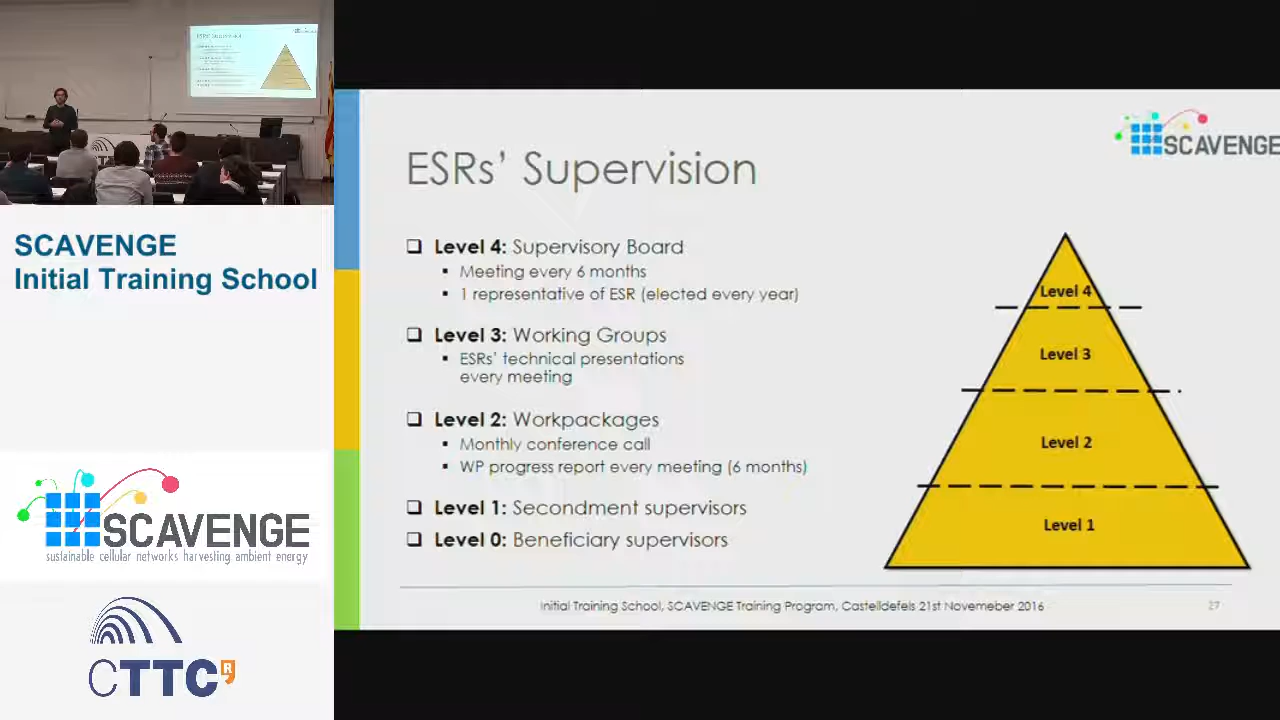 SCAVENGE
Initial Training School
SCAVENGE
sustainable cellular networks harvesting ambient energy
CTTC
R
SCAVENGE
ESRs' Supervision
Level 4: Supervisory Board
Meeting every 6 months
1 representative of ESR (elected every year)
Level 3: Working Groups
ESRs' technical presentations
every meeting
Level 2: Workpackages
Monthly conference call
WP progress report every meeting (6 months)
Level 1: Secondment supervisors
Level 0: Beneficiary supervisors
Level 4
Level 3
Level 2
Level 1
Initial Training School, SCAVENGE Training Program, Castelldefels 21st Novemeber 2016
27